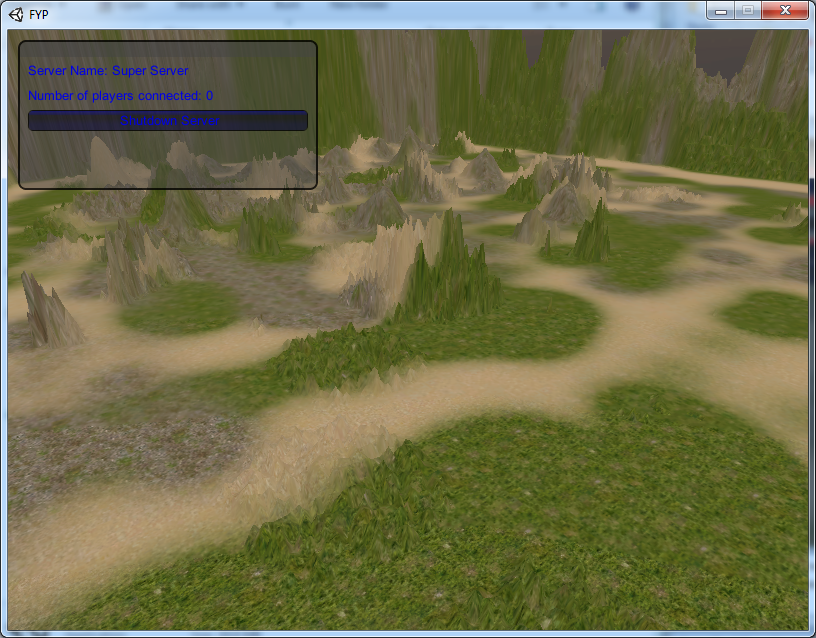 FYP
Server Name: Super Server
Number of players connected: 0
Shutdown Server